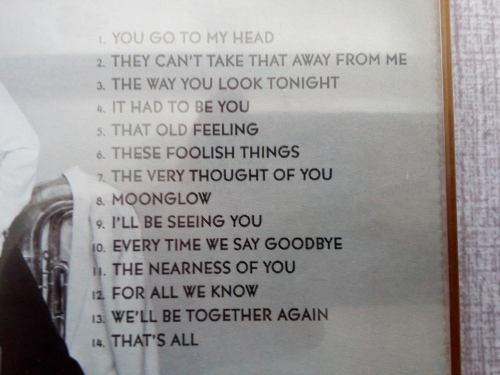 1. YOU GO TO MY HEAD
2. THEY CAN'T TAKE THAT AWAY FROM ME
3. THE WAY YOU LOOK TONIGHT
4. IT HAD TO BE YOU
5. THAT OLD FEELING
6. THESE FOOLISH THINGS
7. THE VERY THOUGHT OF YOU
8. MOONGLOW
9. I'LL BE SEEING YOU
10. EVERY TIME WE SAY GOODBYE
11. THE NEARNESS OF YOU
12. FOR ALL WE KNOW
13. WE'LL BE TOGETHER AGAIN
14. THAT'S ALL